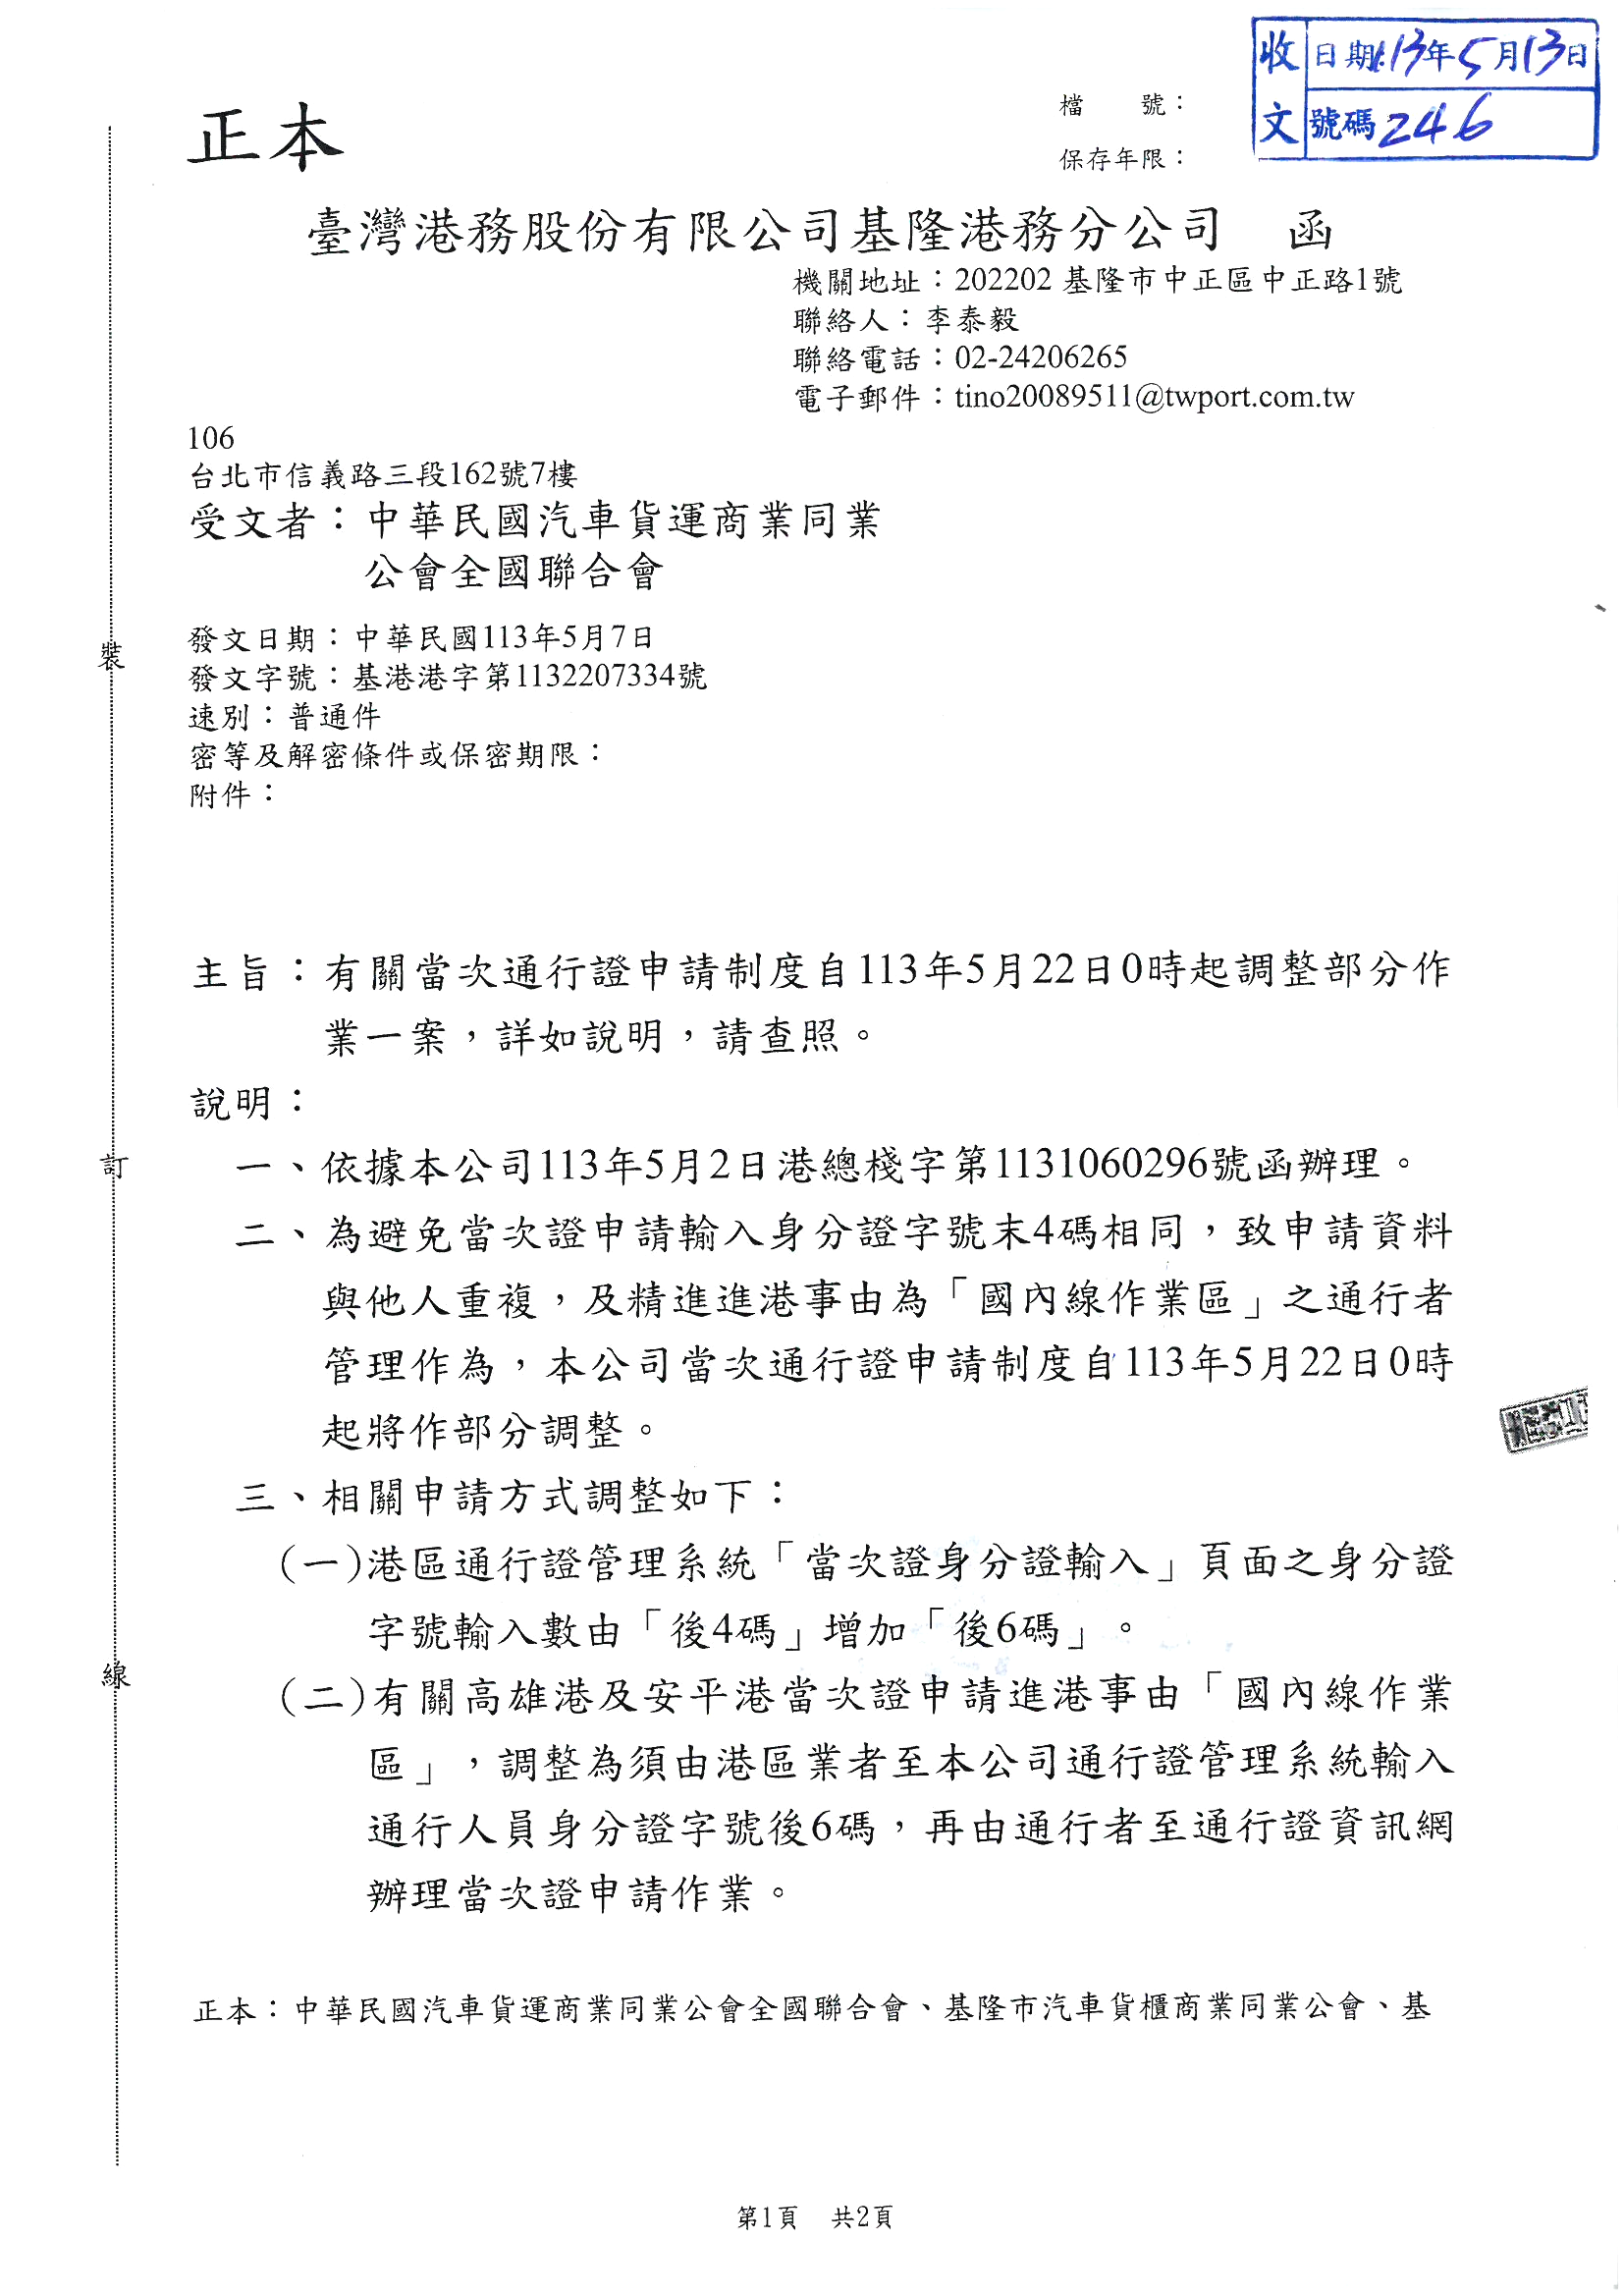 收文
日期113年5月13日
號碼246
正本
檔　　號：
保存年限：
臺灣港務股份有限公司基隆港務分公司　函
機關地址：202202 基隆市中正區中正路1號
聯絡人：李泰毅
聯絡電話：02-24206265
電子郵件：tino20089511@twport.com.tw
106
台北市信義路三段162號7樓
受文者：中華民國汽車貨運商業同業
公會全國聯合會
發文日期：中華民國113年5月7日
發文字號：基港港字第1132207334號
速別：普通件
密等及解密條件或保密期限：
附件：
主旨：有關當次通行證申請制度自113年5月22日0時起調整部分作
業一案，詳如說明，請查照。
說明：
一、依據本公司113年5月2日港總棧字第1131060296號函辦理。
二、為避免當次證申請輸入身分證字號末4碼相同，致申請資料
與他人重複，及精進進港事由為「國內線作業區」之通行者
管理作為，本公司當次通行證申請制度自113年5月22日0時
起將作部分調整。
三、相關申請方式調整如下：
(一)港區通行證管理系統「當次證身分證輸入」頁面之身分證
字號輸入數由「後4碼」增加「後6碼」。
(二)有關高雄港及安平港當次證申請進港事由「國內線作業
區」，調整為須由港區業者至本公司通行證管理系統輸入
通行人員身分證字號後6碼，再由通行者至通行證資訊網
辦理當次證申請作業。
正本：中華民國汽車貨運商業同業公會全國聯合會、基隆市汽車貨櫃商業同業公會、基
第1頁　共2頁
裝
訂
線